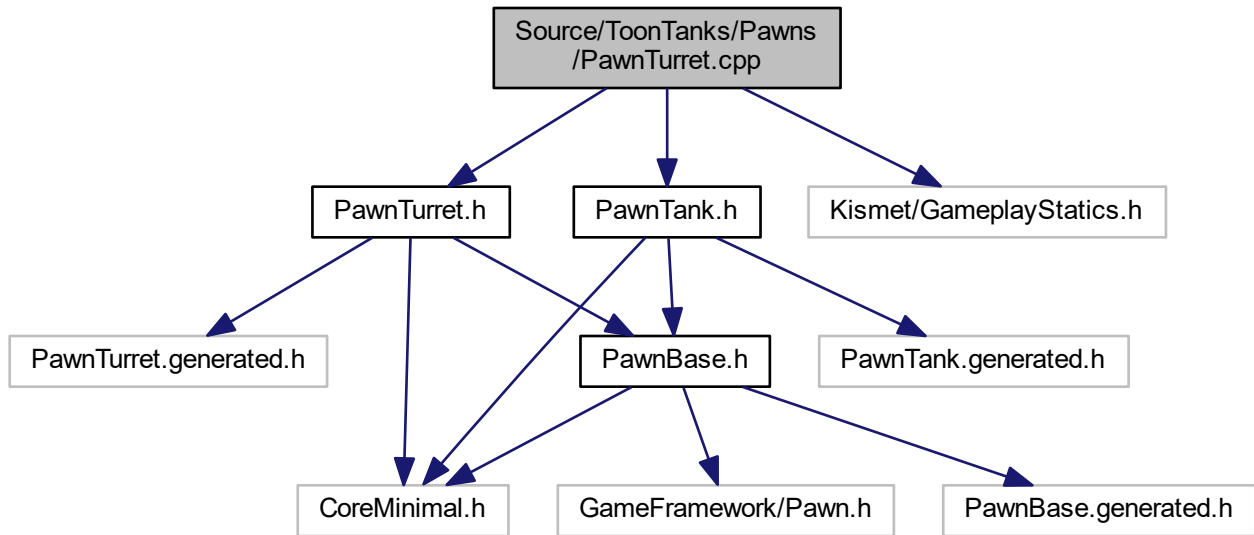 Source/ToonTanks/Pawns
/PawnTurret.cpp
PawnTurret.h
PawnTank.h
Kismet/GameplayStatics.h
PawnTurret.generated.h
PawnBase.h
PawnTank.generated.h
CoreMinimal.h
GameFramework/Pawn.h
PawnBase.generated.h